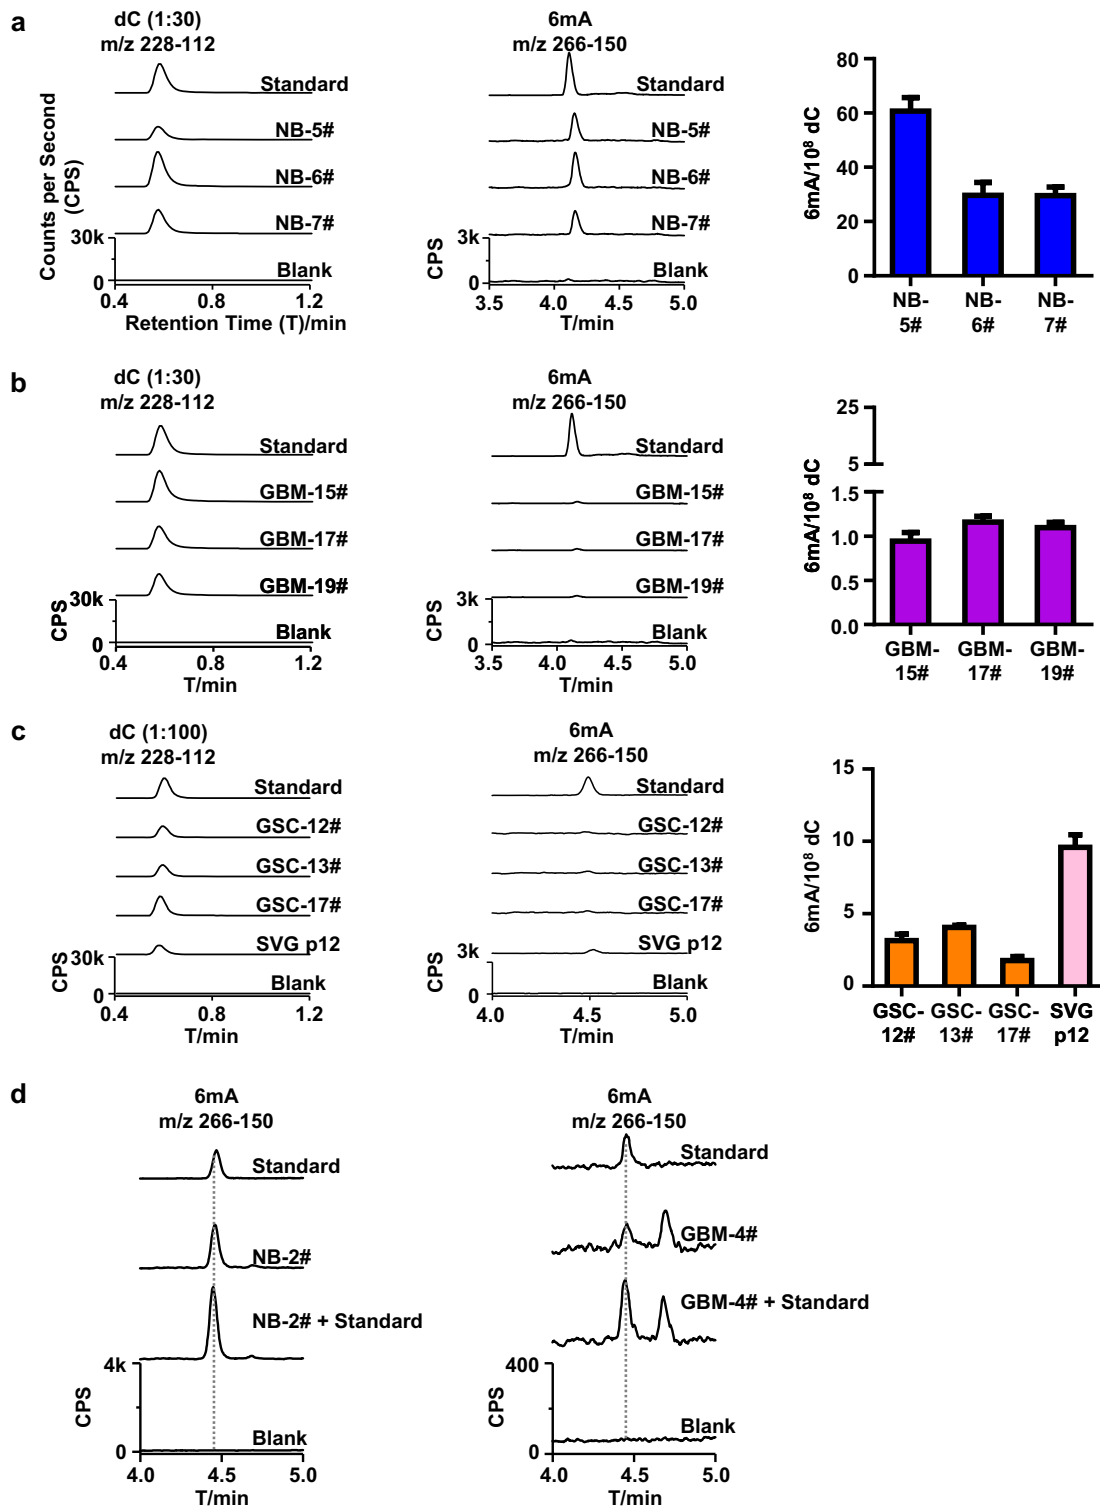 a
dC (1:30)
m/z 228-112
Counts per Second
(CPS)
Standard
NB-5#
NB-6#
NB-7#
Blank
30k
0
0.4 0.8 1.2
Retention Time (T)/min
6mA
m/z 266-150
Standard
NB-5#
NB-6#
NB-7#
Blank
CPS
3k
0
3.5 4.0 4.5 5.0
T/min
6mA/10⁸ dC
80
60
40
20
0
NB- NB- NB-
5# 6# 7#
b
dC (1:30)
m/z 228-112
Standard
GBM-15#
GBM-17#
GBM-19#
Blank
CPS
30k
0
0.4 0.8 1.2
T/min
6mA
m/z 266-150
Standard
GBM-15#
GBM-17#
GBM-19#
Blank
CPS
3k
0
3.5 4.0 4.5 5.0
T/min
6mA/10⁸ dC
25
5
1.5
1.0
0.5
0.0
GBM- GBM- GBM-
15# 17# 19#
c
dC (1:100)
m/z 228-112
Standard
GSC-12#
GSC-13#
GSC-17#
SVG p12
Blank
CPS
30k
0
0.4 0.8 1.2
T/min
6mA
m/z 266-150
Standard
GSC-12#
GSC-13#
GSC-17#
SVG p12
Blank
CPS
3k
0
4.0 4.5 5.0
T/min
6mA/10⁸ dC
15
10
5
0
GSC- GSC- GSC- SVG
12# 13# 17# p12
d
6mA
m/z 266-150
Standard
NB-2#
NB-2# + Standard
Blank
CPS
4k
0
4.0 4.5 5.0
T/min
6mA
m/z 266-150
Standard
GBM-4#
GBM-4# + Standard
Blank
CPS
400
0
4.0 4.5 5.0
T/min